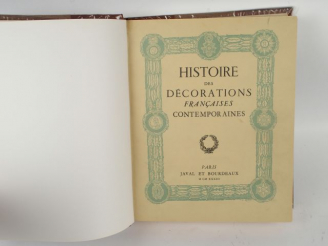 HISTOIRE
DES
DÉCORATIONS
FRANÇAISES
CONTEMPORAINES
PARIS
JAVAL ET BOURDEAUX